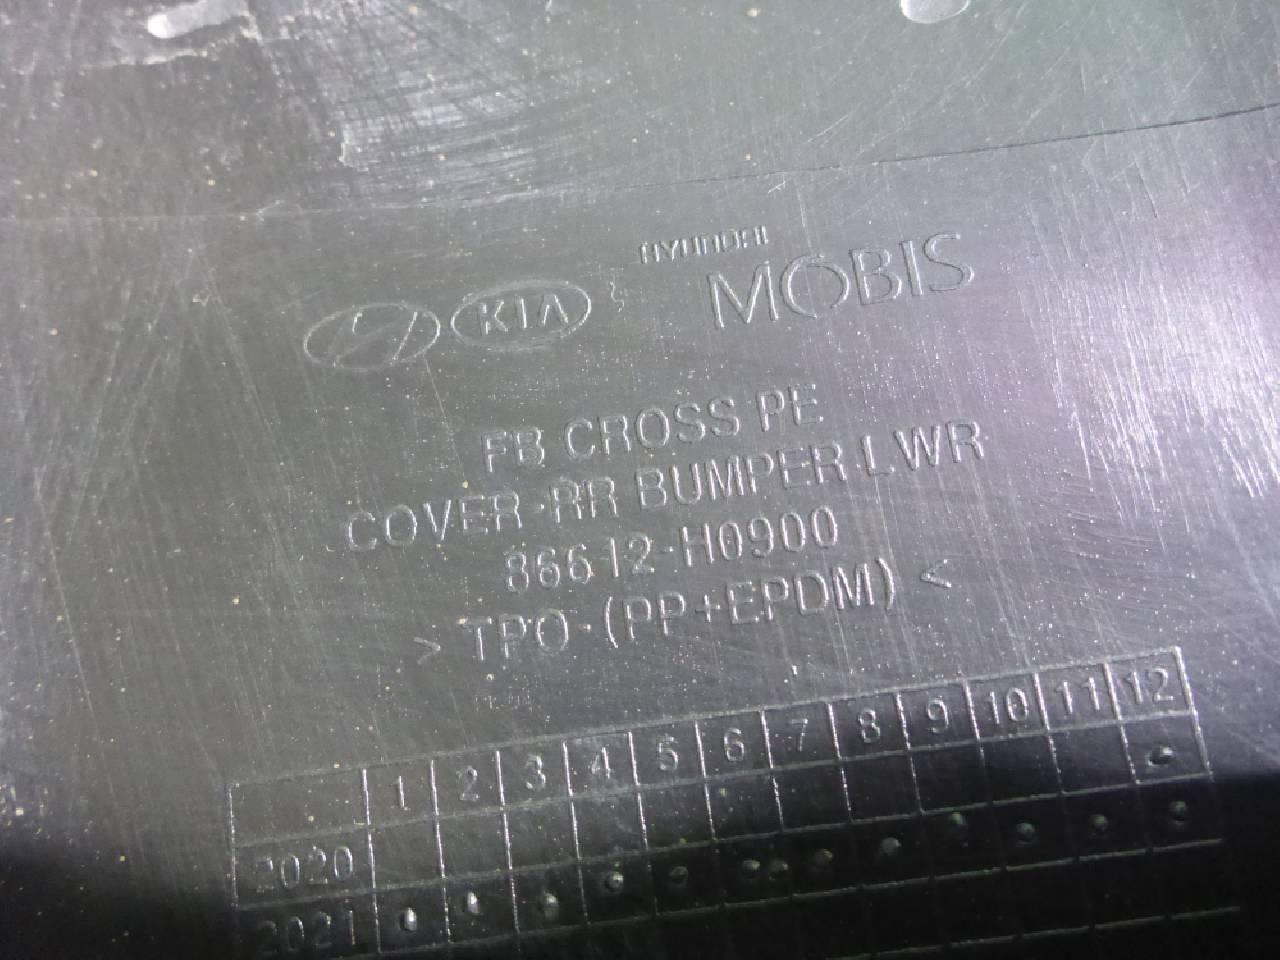 HYUNDAI
KIA MOBIS
FB CROSS PE
COVER-RR BUMPER LWR
86612-H0900
> TPO-(PP+EPDM) <
1 2 3 4 5 6 7 8 9 10 11 12
2020
2021